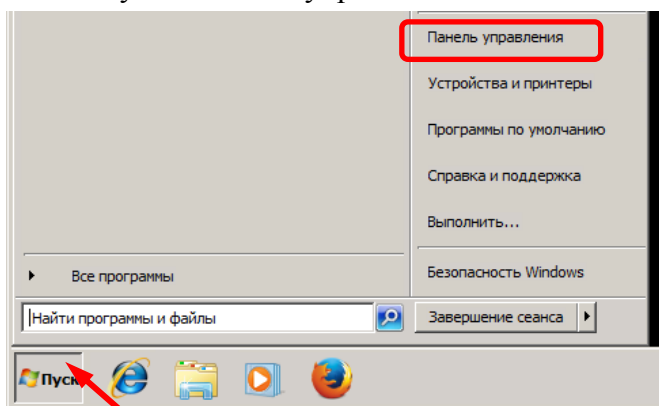 Панель управления
Устройства и принтеры
Программы по умолчанию
Справка и поддержка
Выполнить...
Все программы
Безопасность Windows
Найти программы и файлы
Завершение сеанса
Пуск